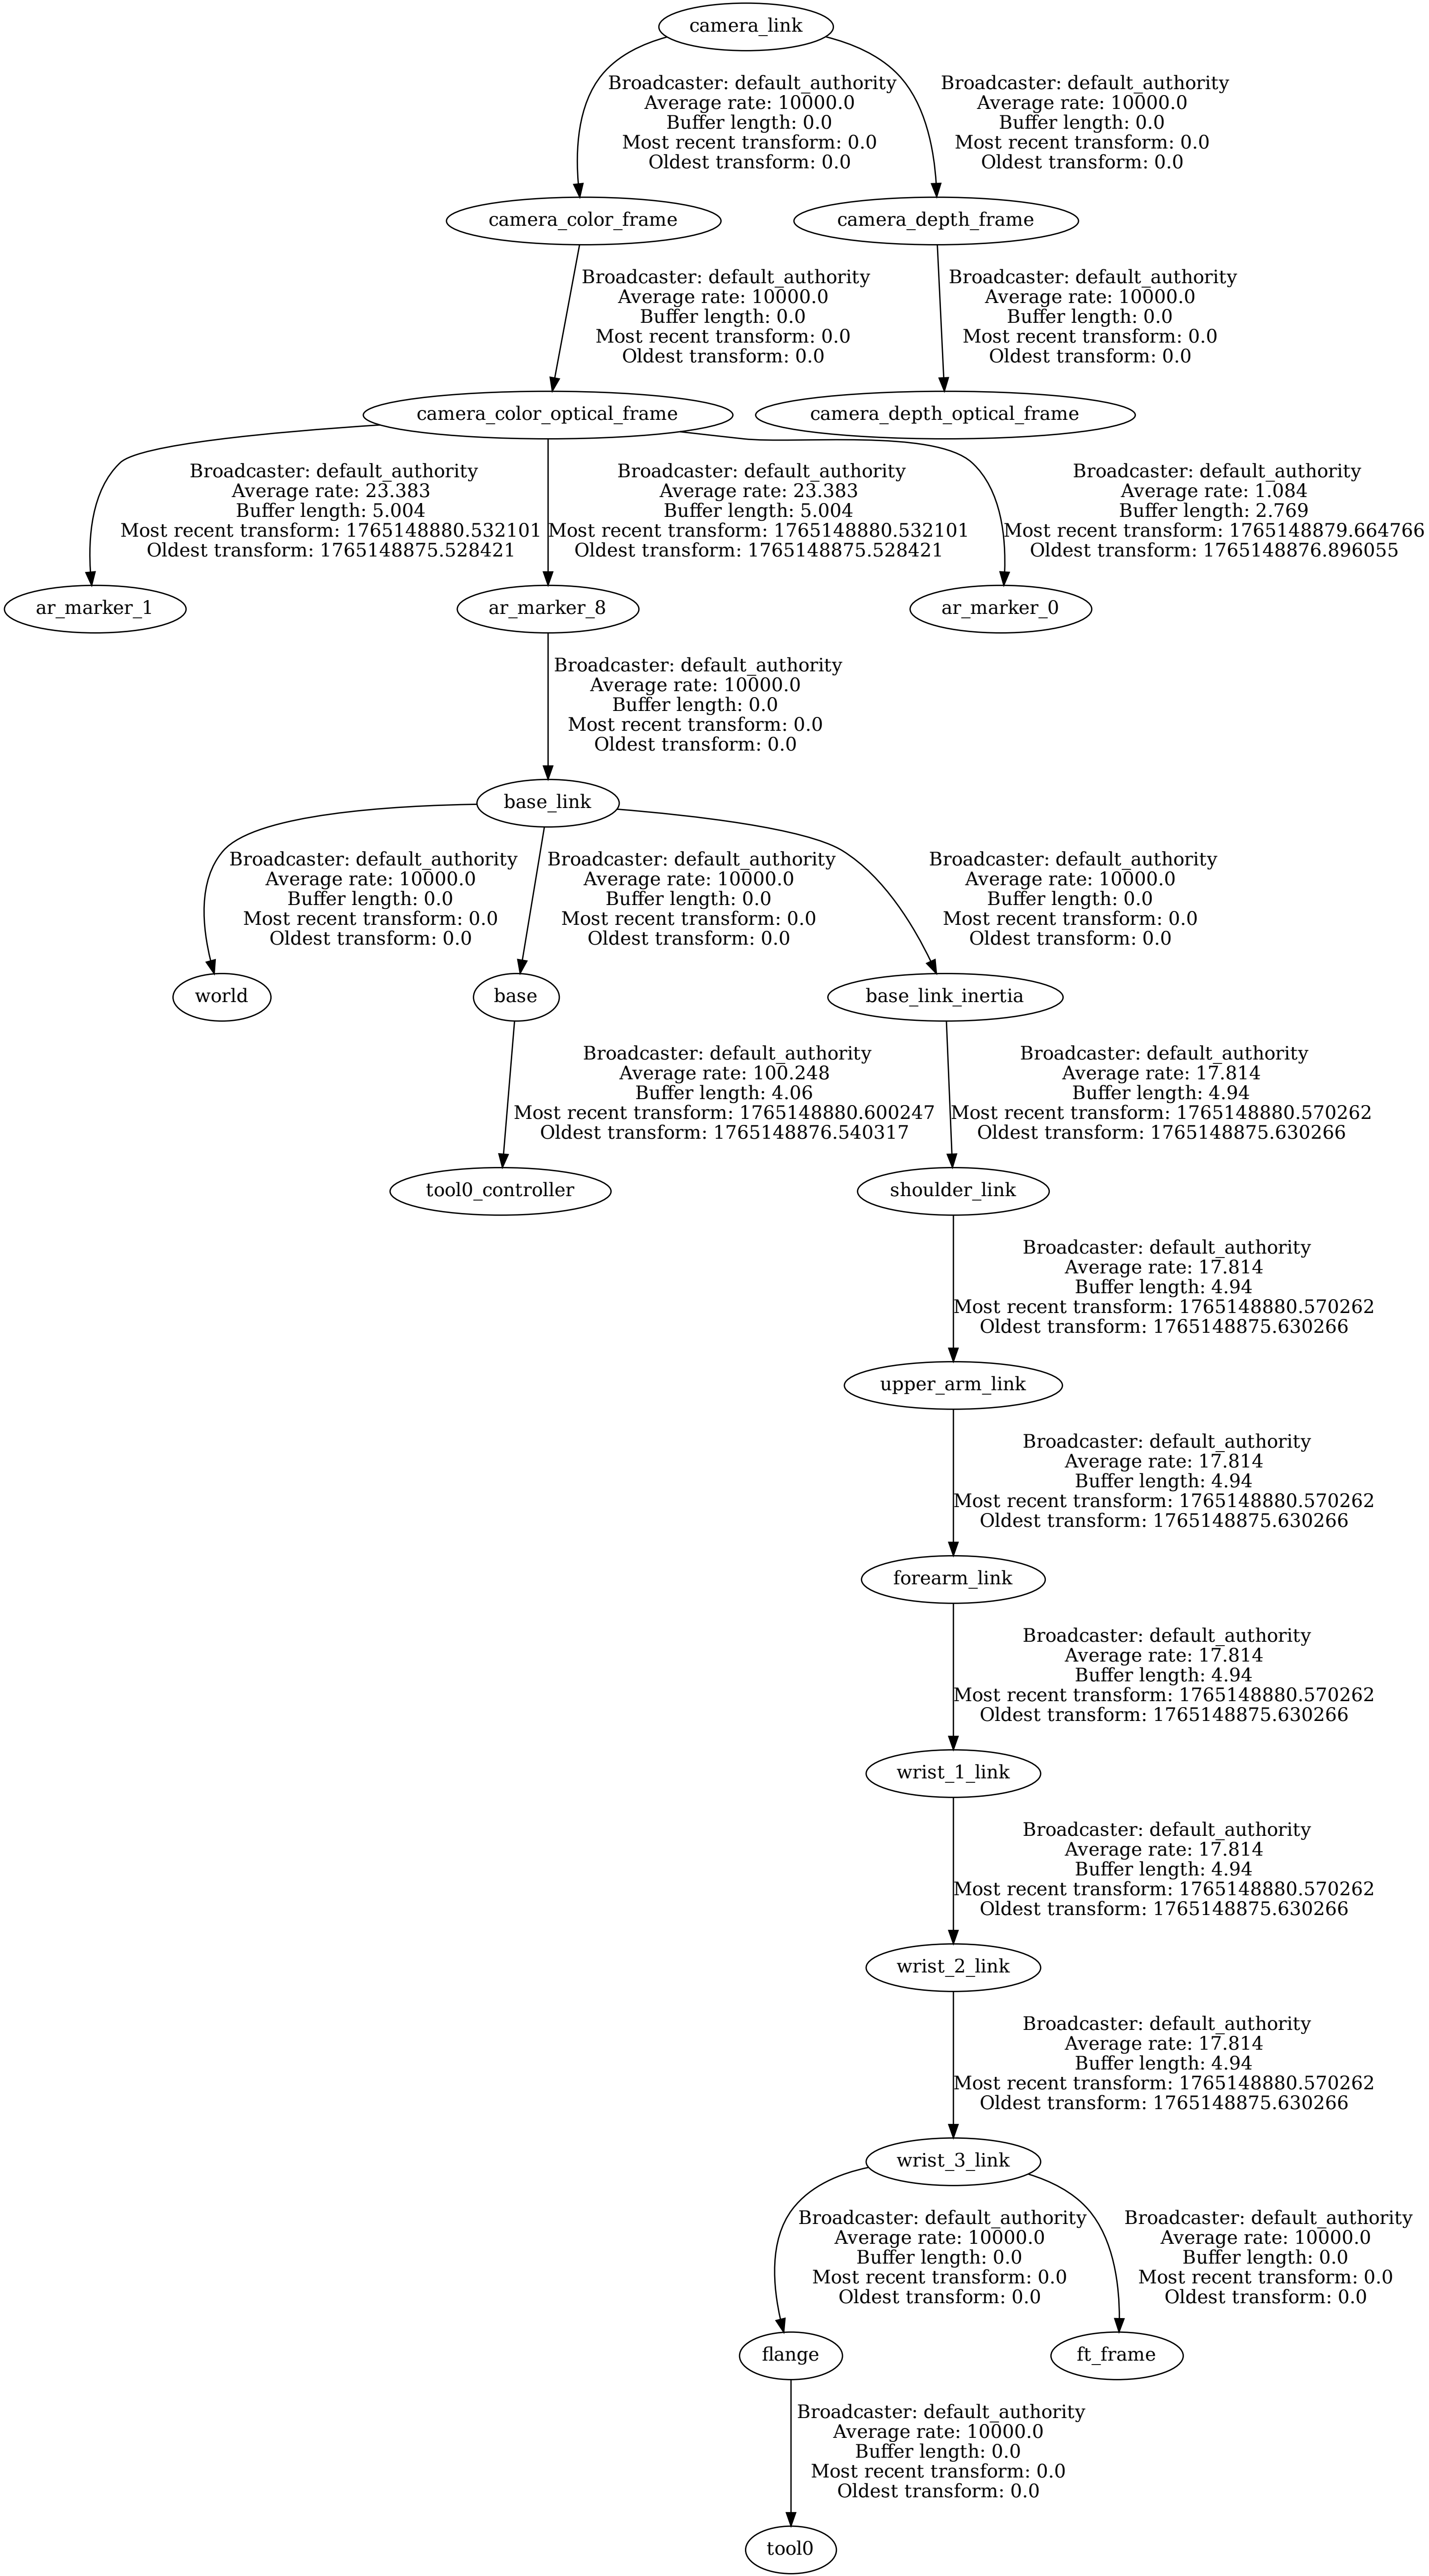 camera_link
Broadcaster: default_authority
Average rate: 10000.0
Buffer length: 0.0
Most recent transform: 0.0
Oldest transform: 0.0
Broadcaster: default_authority
Average rate: 10000.0
Buffer length: 0.0
Most recent transform: 0.0
Oldest transform: 0.0
camera_color_frame
camera_depth_frame
Broadcaster: default_authority
Average rate: 10000.0
Buffer length: 0.0
Most recent transform: 0.0
Oldest transform: 0.0
Broadcaster: default_authority
Average rate: 10000.0
Buffer length: 0.0
Most recent transform: 0.0
Oldest transform: 0.0
camera_color_optical_frame
camera_depth_optical_frame
Broadcaster: default_authority
Average rate: 23.383
Buffer length: 5.004
Most recent transform: 1765148880.532101
Oldest transform: 1765148875.528421
Broadcaster: default_authority
Average rate: 23.383
Buffer length: 5.004
Most recent transform: 1765148880.532101
Oldest transform: 1765148875.528421
Broadcaster: default_authority
Average rate: 1.084
Buffer length: 2.769
Most recent transform: 1765148879.664766
Oldest transform: 1765148876.896055
ar_marker_1
ar_marker_8
ar_marker_0
Broadcaster: default_authority
Average rate: 10000.0
Buffer length: 0.0
Most recent transform: 0.0
Oldest transform: 0.0
base_link
Broadcaster: default_authority
Average rate: 10000.0
Buffer length: 0.0
Most recent transform: 0.0
Oldest transform: 0.0
Broadcaster: default_authority
Average rate: 10000.0
Buffer length: 0.0
Most recent transform: 0.0
Oldest transform: 0.0
Broadcaster: default_authority
Average rate: 10000.0
Buffer length: 0.0
Most recent transform: 0.0
Oldest transform: 0.0
world
base
base_link_inertia
Broadcaster: default_authority
Average rate: 100.248
Buffer length: 4.06
Most recent transform: 1765148880.600247
Oldest transform: 1765148876.540317
Broadcaster: default_authority
Average rate: 17.814
Buffer length: 4.94
Most recent transform: 1765148880.570262
Oldest transform: 1765148875.630266
tool0_controller
shoulder_link
Broadcaster: default_authority
Average rate: 17.814
Buffer length: 4.94
Most recent transform: 1765148880.570262
Oldest transform: 1765148875.630266
upper_arm_link
Broadcaster: default_authority
Average rate: 17.814
Buffer length: 4.94
Most recent transform: 1765148880.570262
Oldest transform: 1765148875.630266
forearm_link
Broadcaster: default_authority
Average rate: 17.814
Buffer length: 4.94
Most recent transform: 1765148880.570262
Oldest transform: 1765148875.630266
wrist_1_link
Broadcaster: default_authority
Average rate: 17.814
Buffer length: 4.94
Most recent transform: 1765148880.570262
Oldest transform: 1765148875.630266
wrist_2_link
Broadcaster: default_authority
Average rate: 17.814
Buffer length: 4.94
Most recent transform: 1765148880.570262
Oldest transform: 1765148875.630266
wrist_3_link
Broadcaster: default_authority
Average rate: 10000.0
Buffer length: 0.0
Most recent transform: 0.0
Oldest transform: 0.0
Broadcaster: default_authority
Average rate: 10000.0
Buffer length: 0.0
Most recent transform: 0.0
Oldest transform: 0.0
flange
ft_frame
Broadcaster: default_authority
Average rate: 10000.0
Buffer length: 0.0
Most recent transform: 0.0
Oldest transform: 0.0
tool0